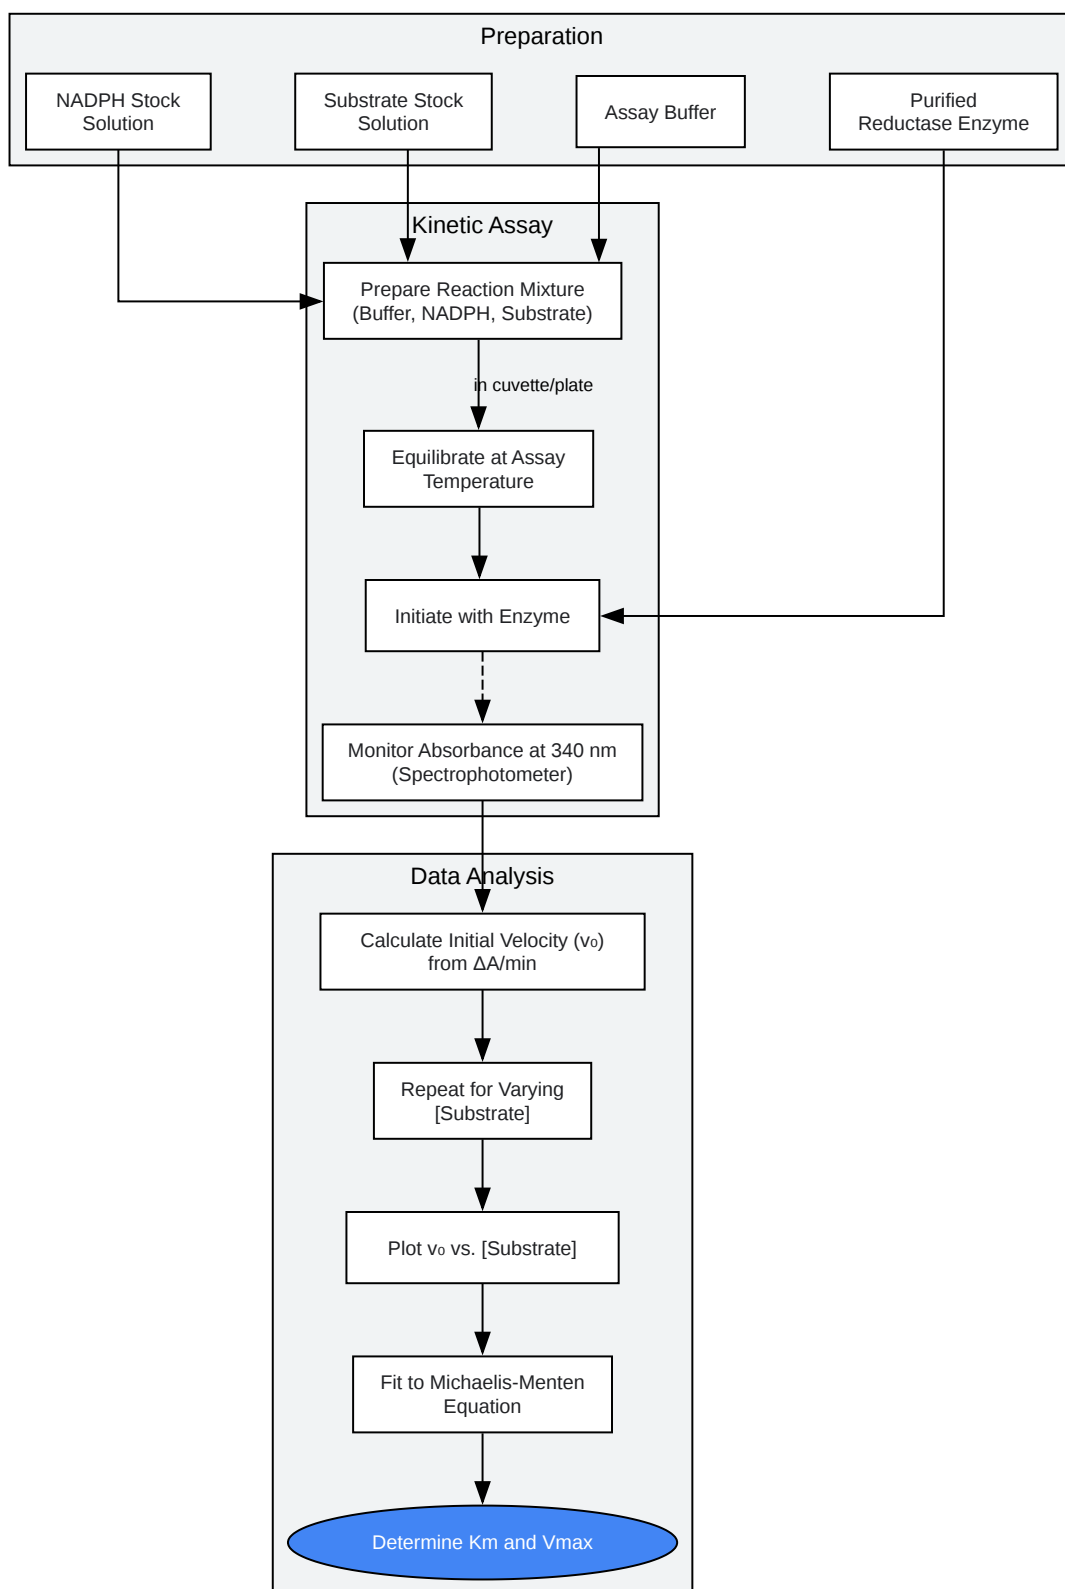 Preparation
NADPH Stock
Solution
Substrate Stock
Solution
Assay Buffer
Purified
Reductase Enzyme
Kinetic Assay
Prepare Reaction Mixture
(Buffer, NADPH, Substrate)
in cuvette/plate
Equilibrate at Assay
Temperature
Initiate with Enzyme
Monitor Absorbance at 340 nm
(Spectrophotometer)
Data Analysis
Calculate Initial Velocity (v₀)
from ΔA/min
Repeat for Varying
[Substrate]
Plot v₀ vs. [Substrate]
Fit to Michaelis-Menten
Equation
Determine Km and Vmax